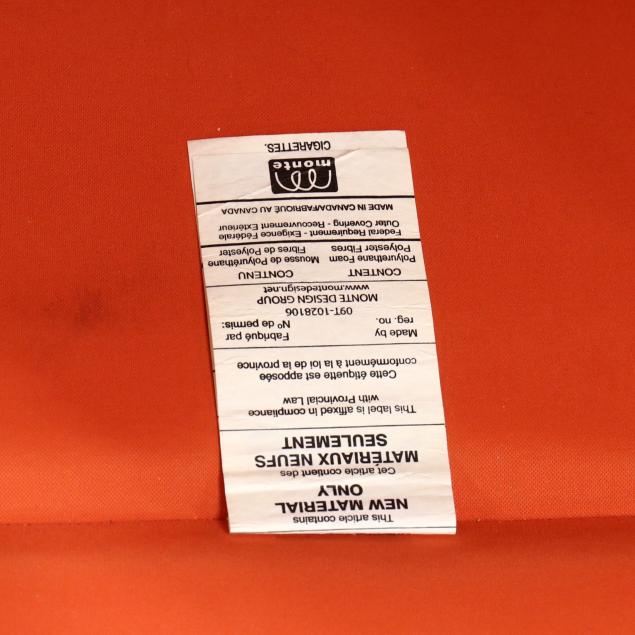 This article contains
NEW MATERIAL
ONLY
Cet article contient des
MATÉRIAUX NEUFS
SEULEMENT
This label is affixed in compliance
with Provincial Law
Cette étiquette est apposée
conformément à la loi de la province
Made by Fabriqué par
reg. no. Nº de permis:
09T-1028106
MONTE DESIGN GROUP
www.montedesign.net
CONTENT CONTENU
Polyurethane Foam Mousse de Polyuréthane
Polyester Fibres Fibres de Polyester
Federal Requirement - Exigence Fédérale
Outer Covering - Recouvrement Extérieur
MADE IN CANADA/FABRIQUÉ AU CANADA
monte
CIGARETTES.